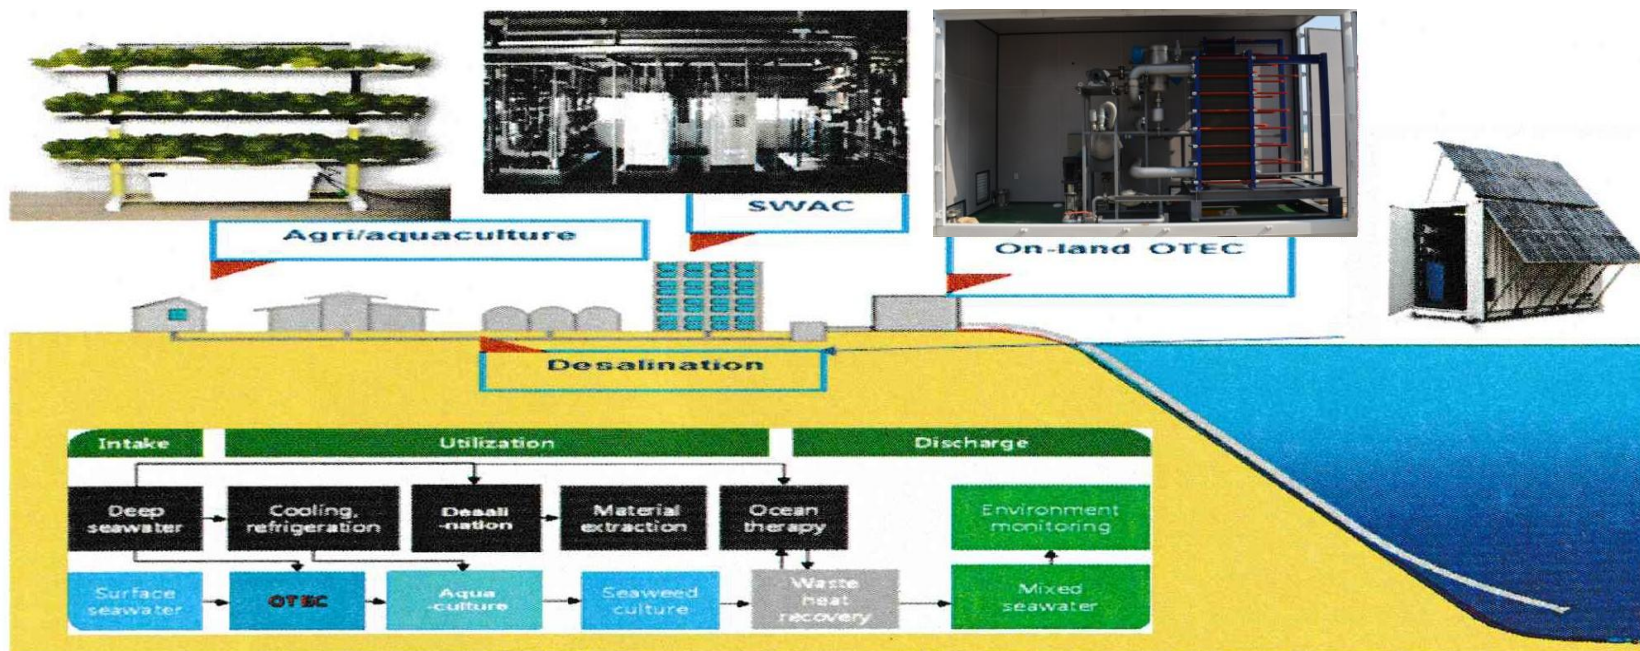 SWAC
Agri/aquaculture
On-land OTEC
Desalination
Intake
Utilization
Discharge
Deep
seawater
Cooling,
refrigeration
Desali
-nation
Material
extraction
Ocean
therapy
Environment
monitoring
Surface
seawater
OTEC
Aqua
-culture
Seaweed
culture
Waste
heat
recovery
Mixed
seawater